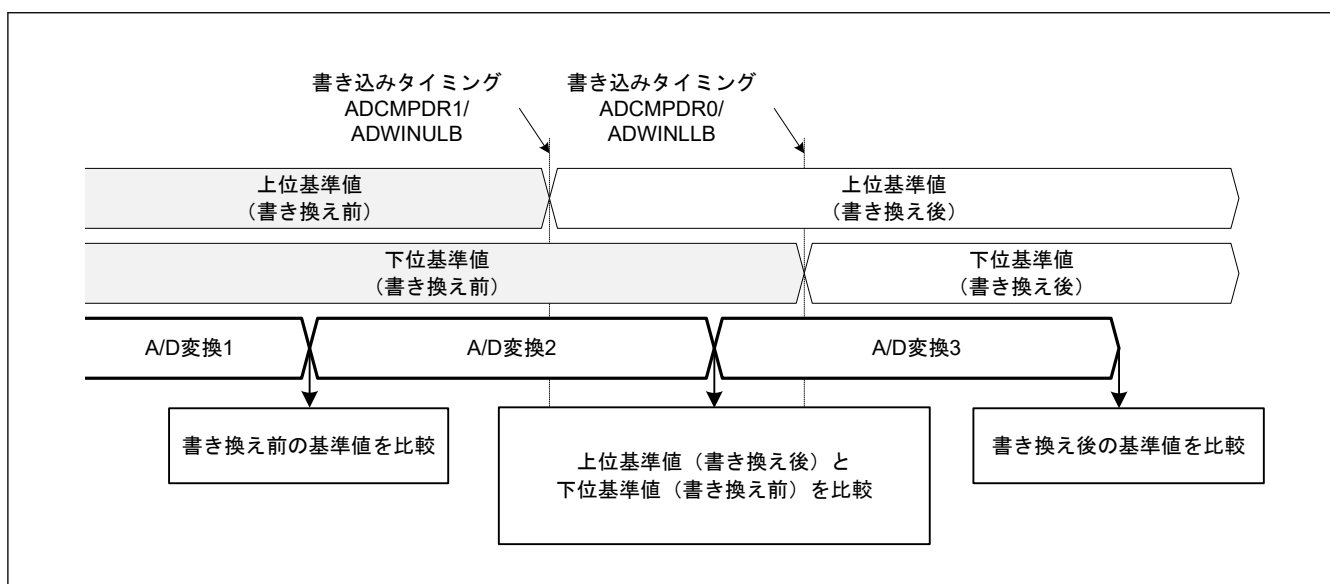 書き込みタイミング
ADCMPDR1/
ADWINULB
書き込みタイミング
ADCMPDR0/
ADWINLLB
上位基準値
（書き換え前）
上位基準値
（書き換え後）
下位基準値
（書き換え前）
下位基準値
（書き換え後）
A/D変換1
A/D変換2
A/D変換3
書き換え前の基準値を比較
上位基準値（書き換え後）と
下位基準値（書き換え前）を比較
書き換え後の基準値を比較